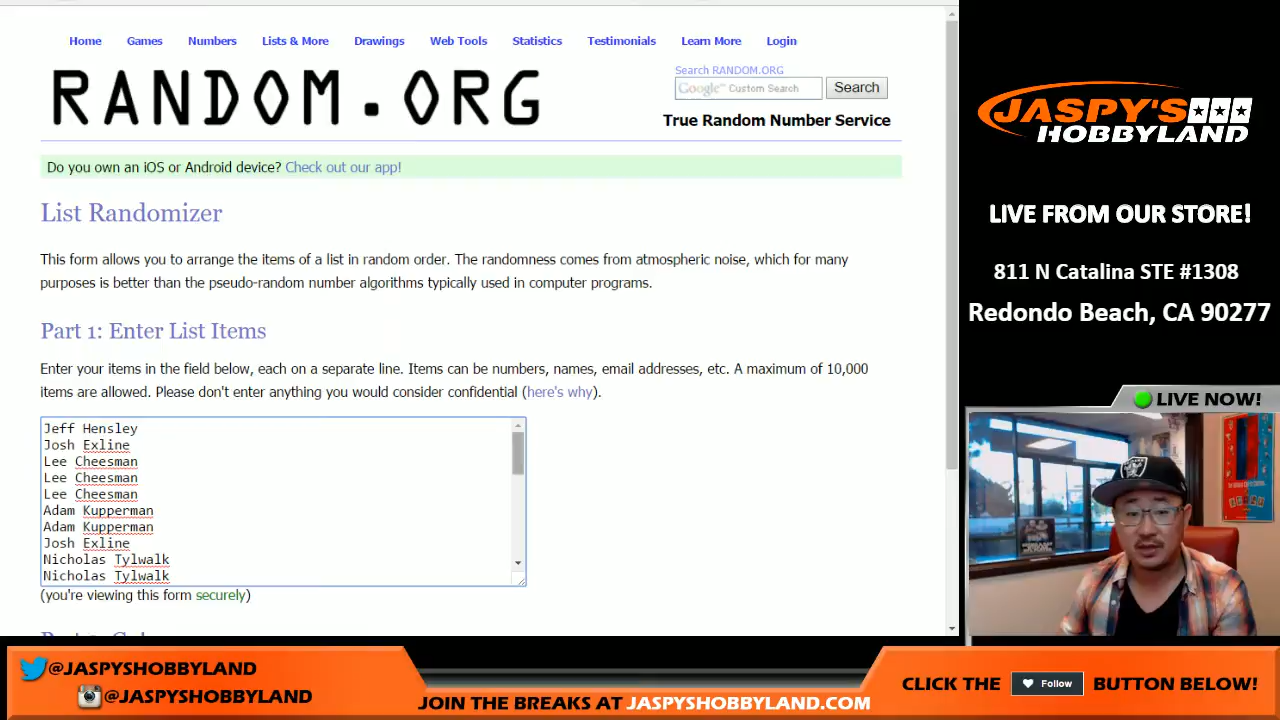 Home Games Numbers Lists & More Drawings Web Tools Statistics Testimonials Learn More Login
RANDOM.ORG
Search RANDOM.ORG
Google™ Custom Search
Search
True Random Number Service
Do you own an iOS or Android device? Check out our app!
List Randomizer
This form allows you to arrange the items of a list in random order. The randomness comes from atmospheric noise, which for many
purposes is better than the pseudo-random number algorithms typically used in computer programs.
Part 1: Enter List Items
Enter your items in the field below, each on a separate line. Items can be numbers, names, email addresses, etc. A maximum of 10,000
items are allowed. Please don't enter anything you would consider confidential (here's why).
Jeff Hensley
Josh Exline
Lee Cheesman
Lee Cheesman
Lee Cheesman
Adam Kupperman
Adam Kupperman
Josh Exline
Nicholas Tylwalk
Nicholas Tylwalk
(you're viewing this form securely)
JASPY'S
HOBBYLAND
LIVE FROM OUR STORE!
811 N Catalina STE #1308
Redondo Beach, CA 90277
LIVE NOW!
@JASPYSHOBBYLAND
@JASPYSHOBBYLAND
JOIN THE BREAKS AT JASPYSHOBBYLAND.COM
CLICK THE Follow BUTTON BELOW!